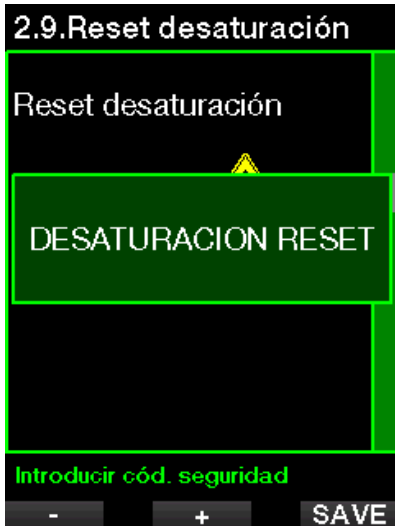 2.9.Reset desaturación
Reset desaturación
DESATURACION RESET
Introducir cód. seguridad
- + SAVE